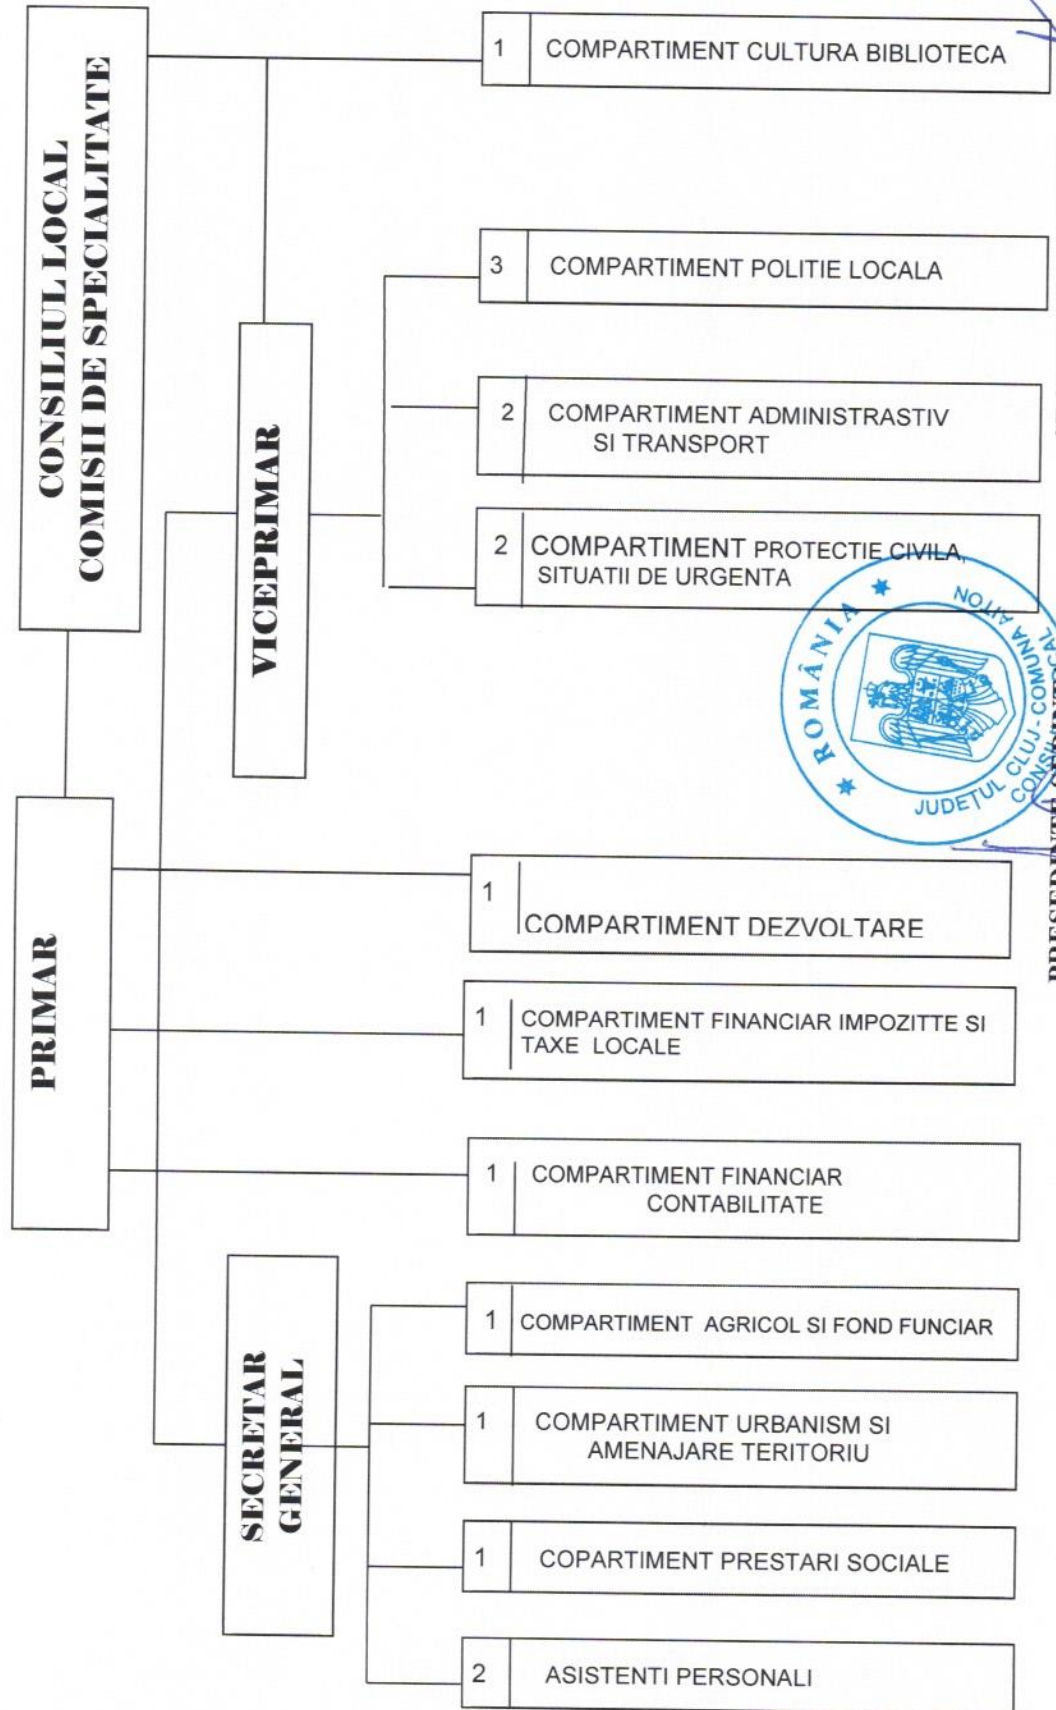 CONSILIUL LOCAL
COMISII DE SPECIALITATE
1 COMPARTIMENT CULTURA BIBLIOTECA
VICEPRIMAR
3 COMPARTIMENT POLITIE LOCALA
2 COMPARTIMENT ADMINISTRASTIV
SI TRANSPORT
2 COMPARTIMENT PROTECTIE CIVILA,
SITUATII DE URGENTA
PRIMAR
1
COMPARTIMENT DEZVOLTARE
1 COMPARTIMENT FINANCIAR IMPOZITTE SI
TAXE LOCALE
1 COMPARTIMENT FINANCIAR
CONTABILITATE
SECRETAR
GENERAL
1 COMPARTIMENT AGRICOL SI FOND FUNCIAR
1 COMPARTIMENT URBANISM SI
AMENAJARE TERITORIU
1 COPARTIMENT PRESTARI SOCIALE
2 ASISTENTI PERSONALI
ROMÂNIA
JUDEȚUL CLUJ - COMUNA AITON